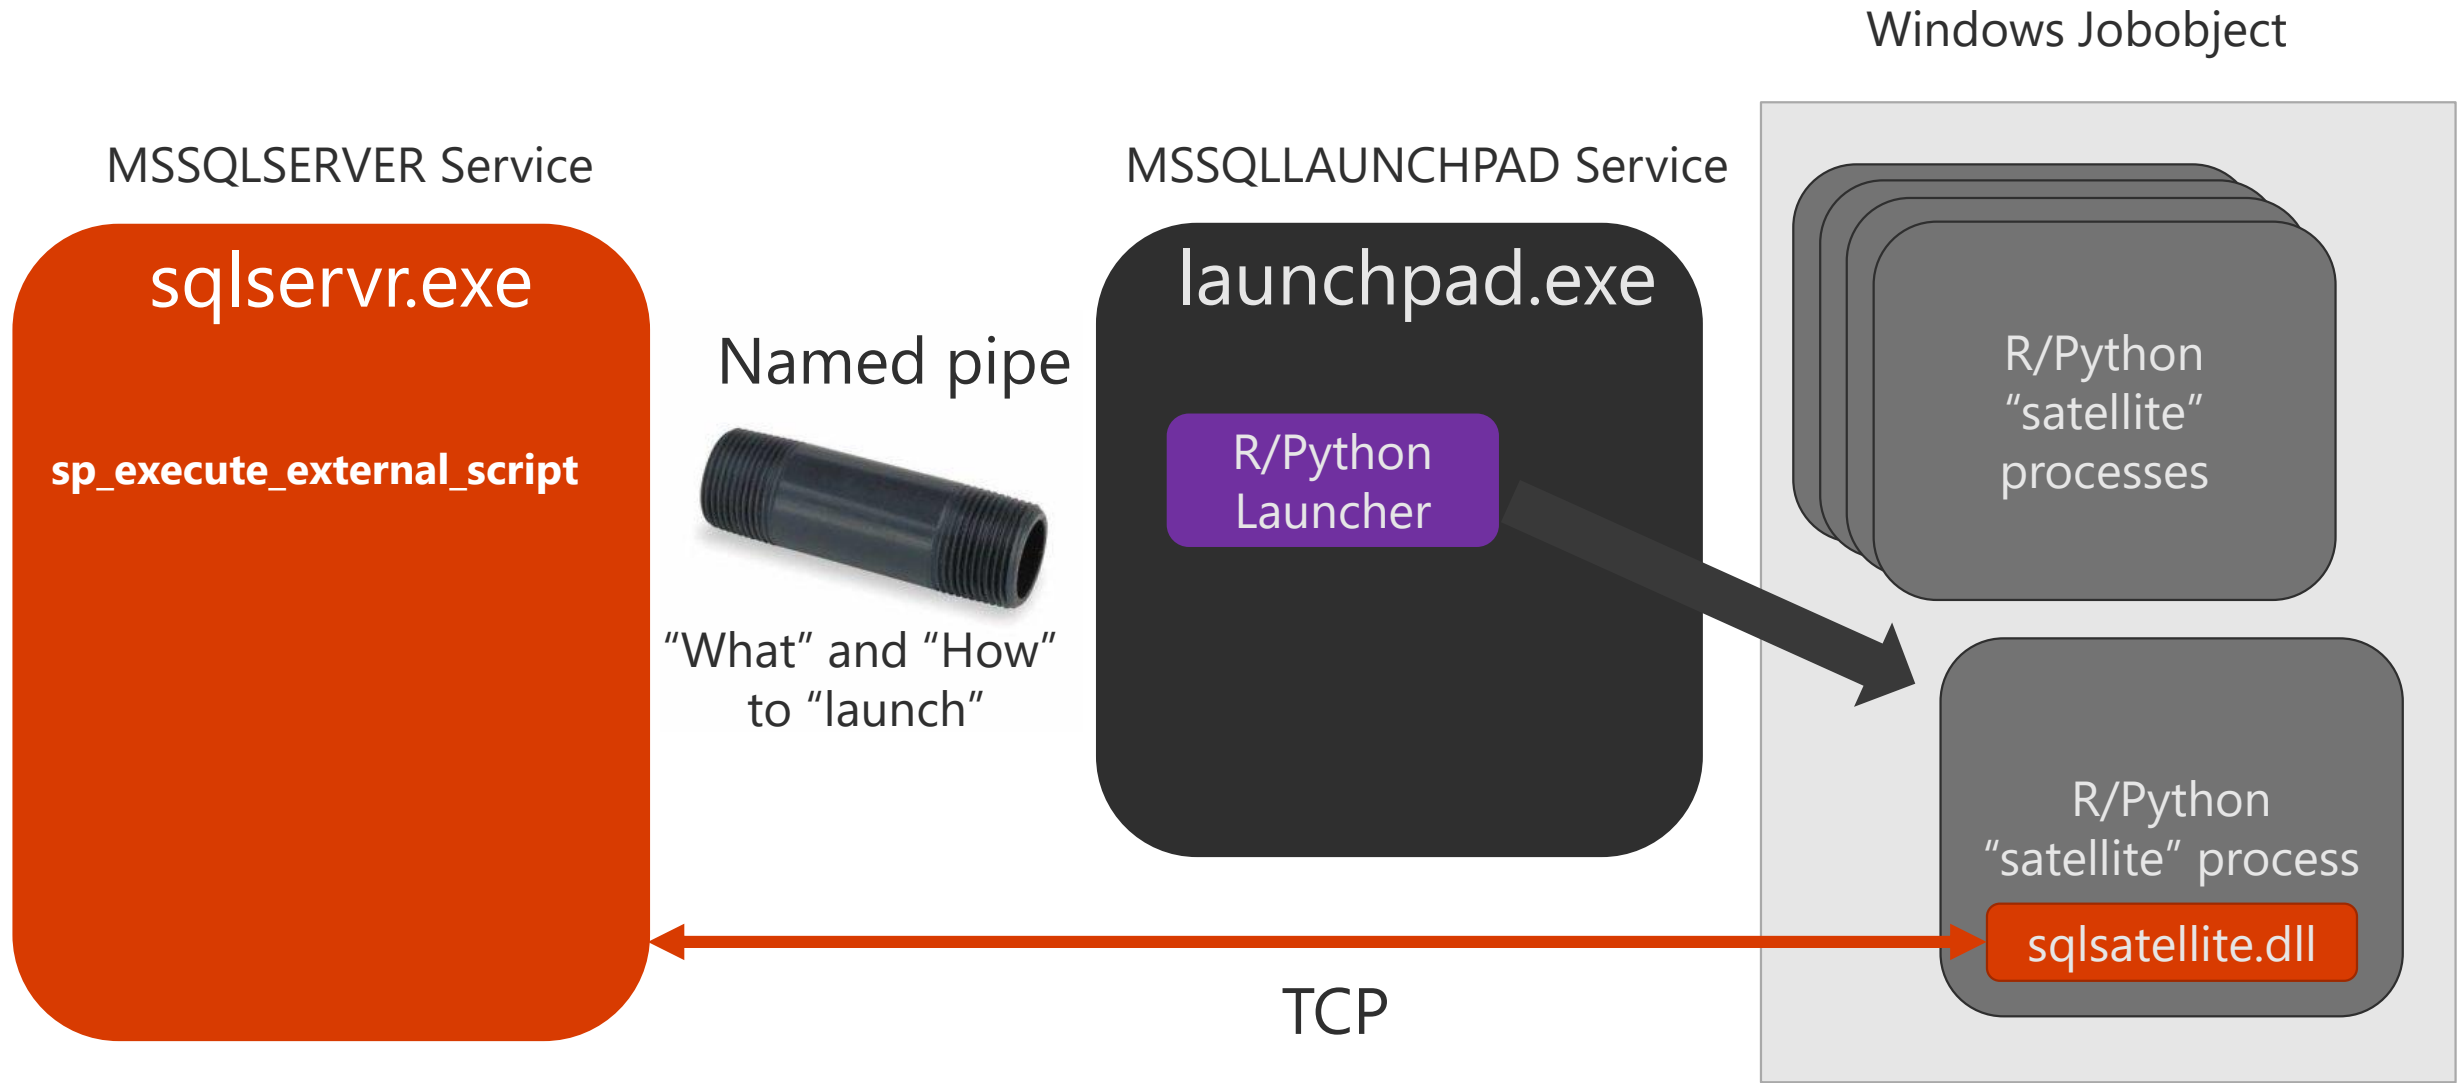 Windows Jobobject
MSSQLSERVER Service
MSSQLLAUNCHPAD Service
sqlservr.exe
sp_execute_external_script
Named pipe
“What” and “How”
to “launch”
launchpad.exe
R/Python
Launcher
R/Python
“satellite”
processes
R/Python
“satellite” process
sqlsatellite.dll
TCP